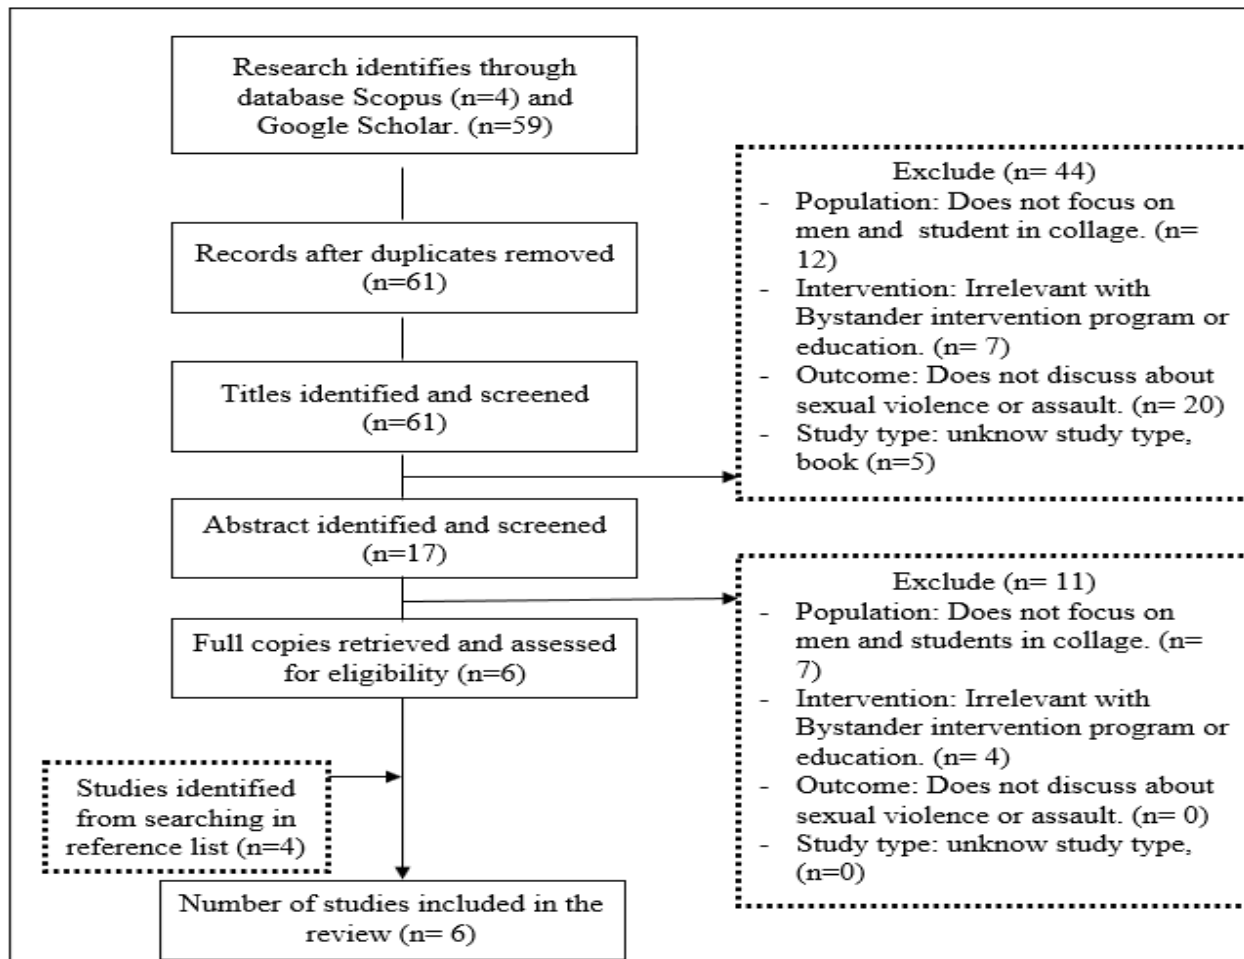 Research identifies through
database Scopus (n=4) and
Google Scholar. (n=59)
Records after duplicates removed
(n=61)
Titles identified and screened
(n=61)
Exclude (n= 44)
- Population: Does not focus on
men and student in collage. (n=
12)
- Intervention: Irrelevant with
Bystander intervention program or
education. (n= 7)
- Outcome: Does not discuss about
sexual violence or assault. (n= 20)
- Study type: unknow study type,
book (n=5)
Abstract identified and screened
(n=17)
Exclude (n= 11)
- Population: Does not focus on
men and students in collage. (n=
7)
- Intervention: Irrelevant with
Bystander intervention program or
education. (n= 4)
- Outcome: Does not discuss about
sexual violence or assault. (n= 0)
- Study type: unknow study type,
(n=0)
Full copies retrieved and assessed
for eligibility (n=6)
Studies identified
from searching in
reference list (n=4)
Number of studies included in the
review (n= 6)